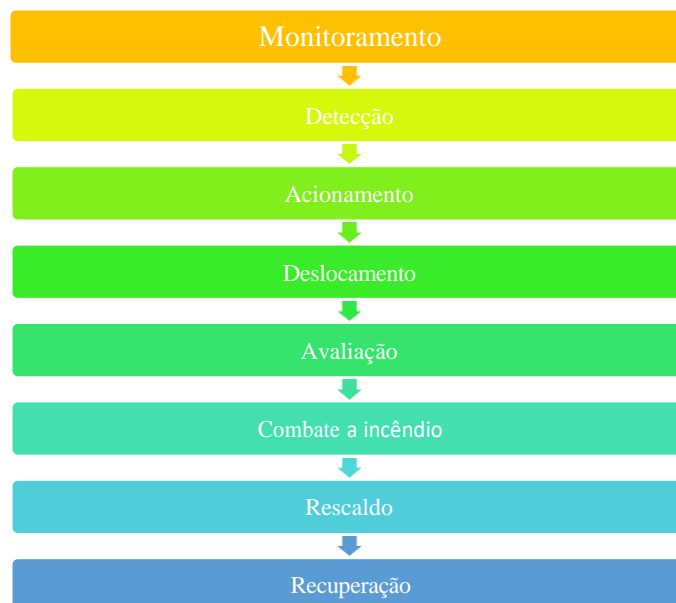 Monitoramento
Detecção
Acionamento
Deslocamento
Avaliação
Combate a incêndio
Rescaldo
Recuperação